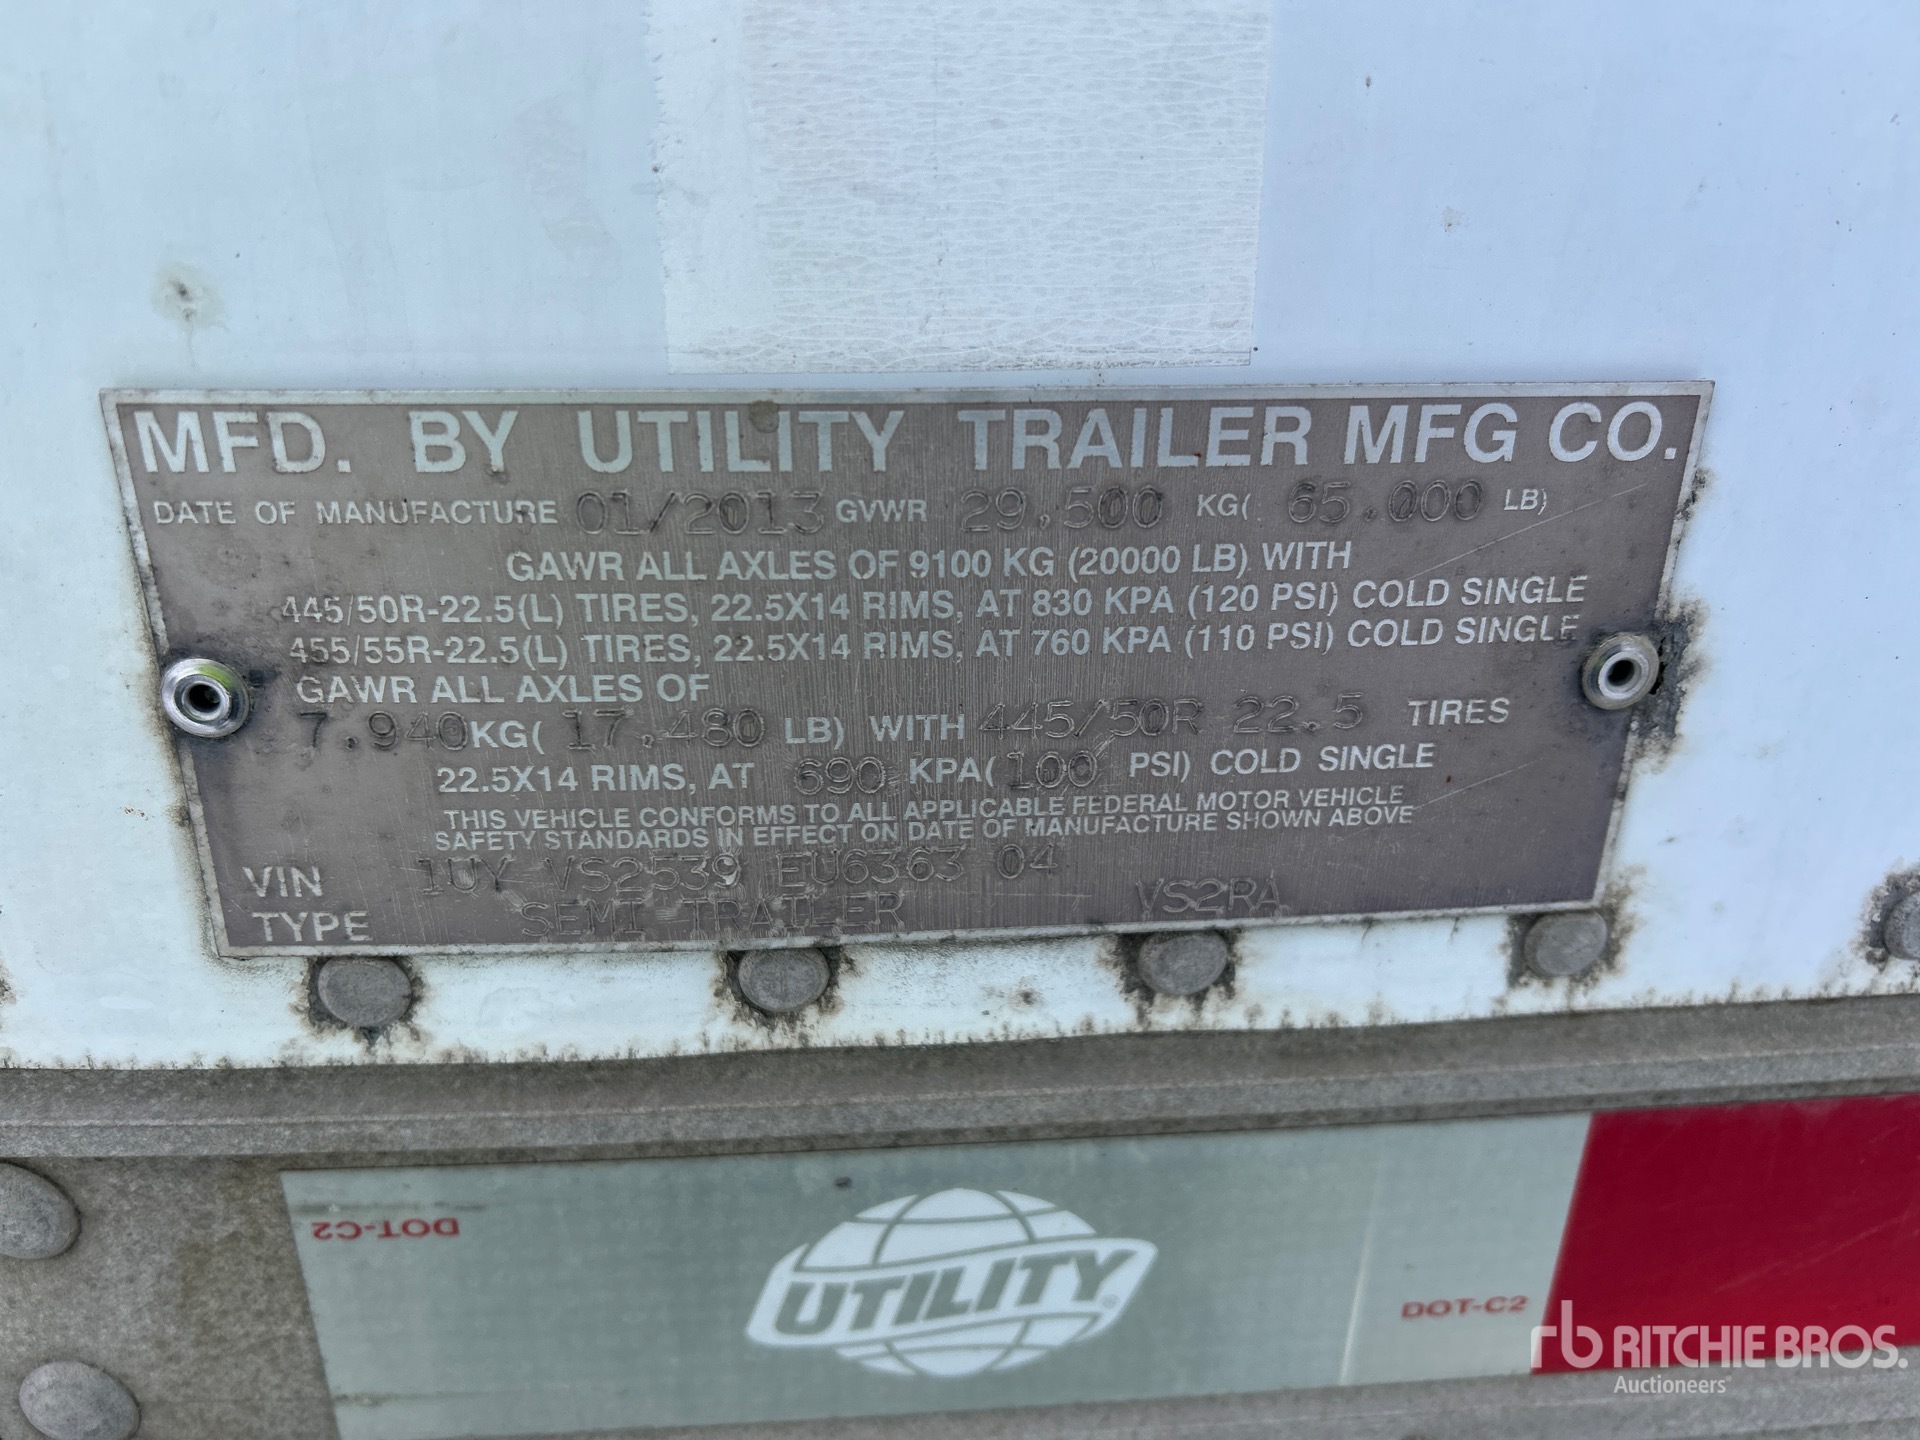 MFD. BY UTILITY TRAILER MFG CO.
DATE OF MANUFACTURE 01/2013 GVWR 29,500 KG( 65,000 LB)
GAWR ALL AXLES OF 9100 KG (20000 LB) WITH
445/50R-22.5(L) TIRES, 22.5X14 RIMS, AT 830 KPA (120 PSI) COLD SINGLE
455/55R-22.5(L) TIRES, 22.5X14 RIMS, AT 760 KPA (110 PSI) COLD SINGLE
GAWR ALL AXLES OF
7,940 KG( 17,480 LB) WITH 445/50R 22.5 TIRES
22.5X14 RIMS, AT 690 KPA( 100 PSI) COLD SINGLE
THIS VEHICLE CONFORMS TO ALL APPLICABLE FEDERAL MOTOR VEHICLE
SAFETY STANDARDS IN EFFECT ON DATE OF MANUFACTURE SHOWN ABOVE
VIN 1UY VS2539 EU6363 04
TYPE SEMI TRAILER VS2RA
DOT-C2
UTILITY
DOT-C2
rb RITCHIE BROS.
Auctioneers